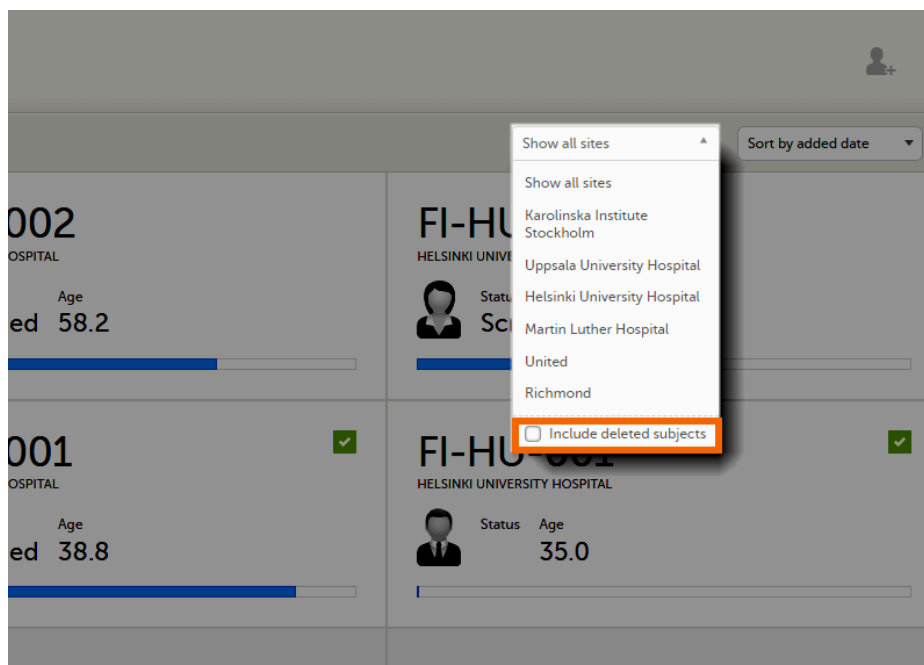 Show all sites
Sort by added date
Show all sites
Karolinska Institute
Stockholm
Uppsala University Hospital
Helsinki University Hospital
Martin Luther Hospital
United
Richmond
Include deleted subjects
002
OSPITAL
Age
ed 58.2
FI-HU
HELSINKI UNIVE
Statu
Sc
001
OSPITAL
Age
ed 38.8
FI-HU-001
HELSINKI UNIVERSITY HOSPITAL
Status Age
35.0